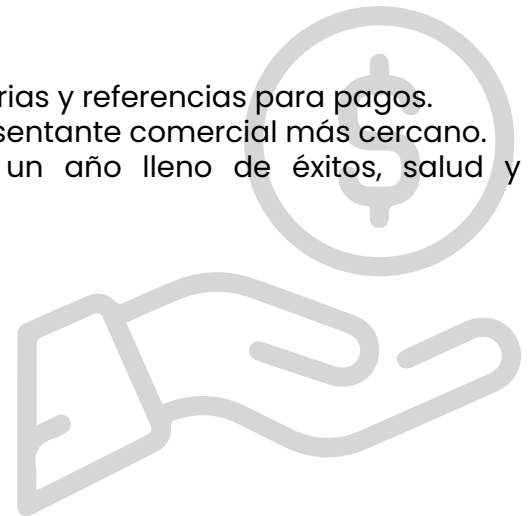 rias y referencias para pagos.
sentante comercial más cercano.
un año lleno de éxitos, salud y
$